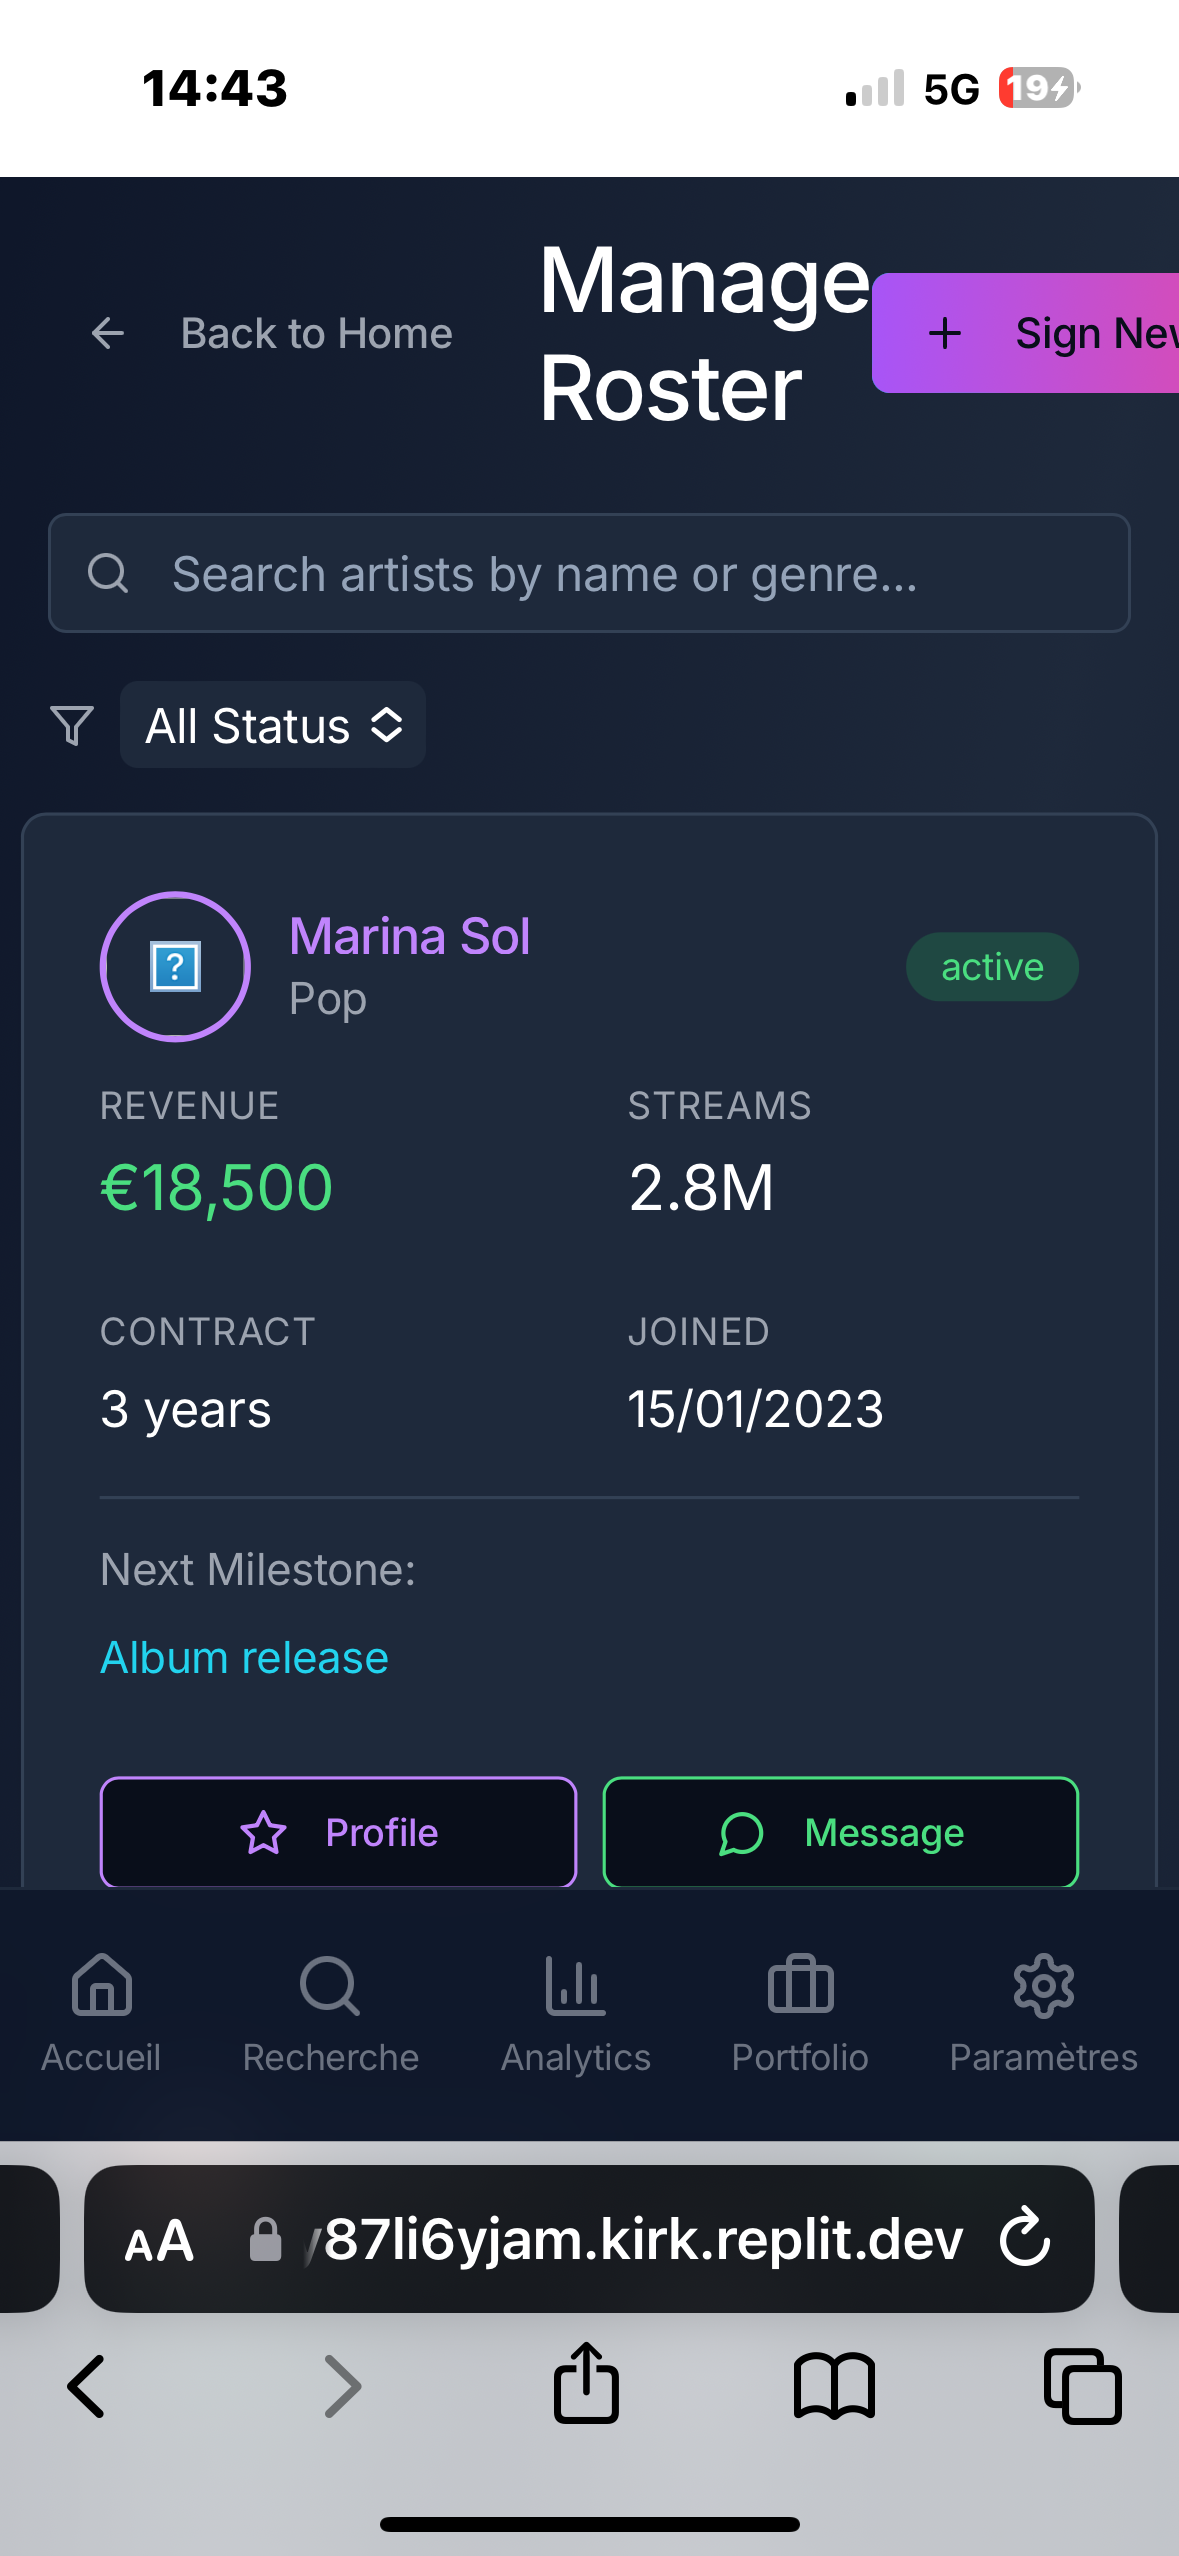 14:43
5G
19
Back to Home
Manage
Roster
Sign New
Search artists by name or genre...
All Status
?
Marina Sol
Pop
active
REVENUE
STREAMS
€18,500
2.8M
CONTRACT
JOINED
3 years
15/01/2023
Next Milestone:
Album release
Profile
Message
Accueil
Recherche
Analytics
Portfolio
Paramètres
AA
87li6yjam.kirk.replit.dev